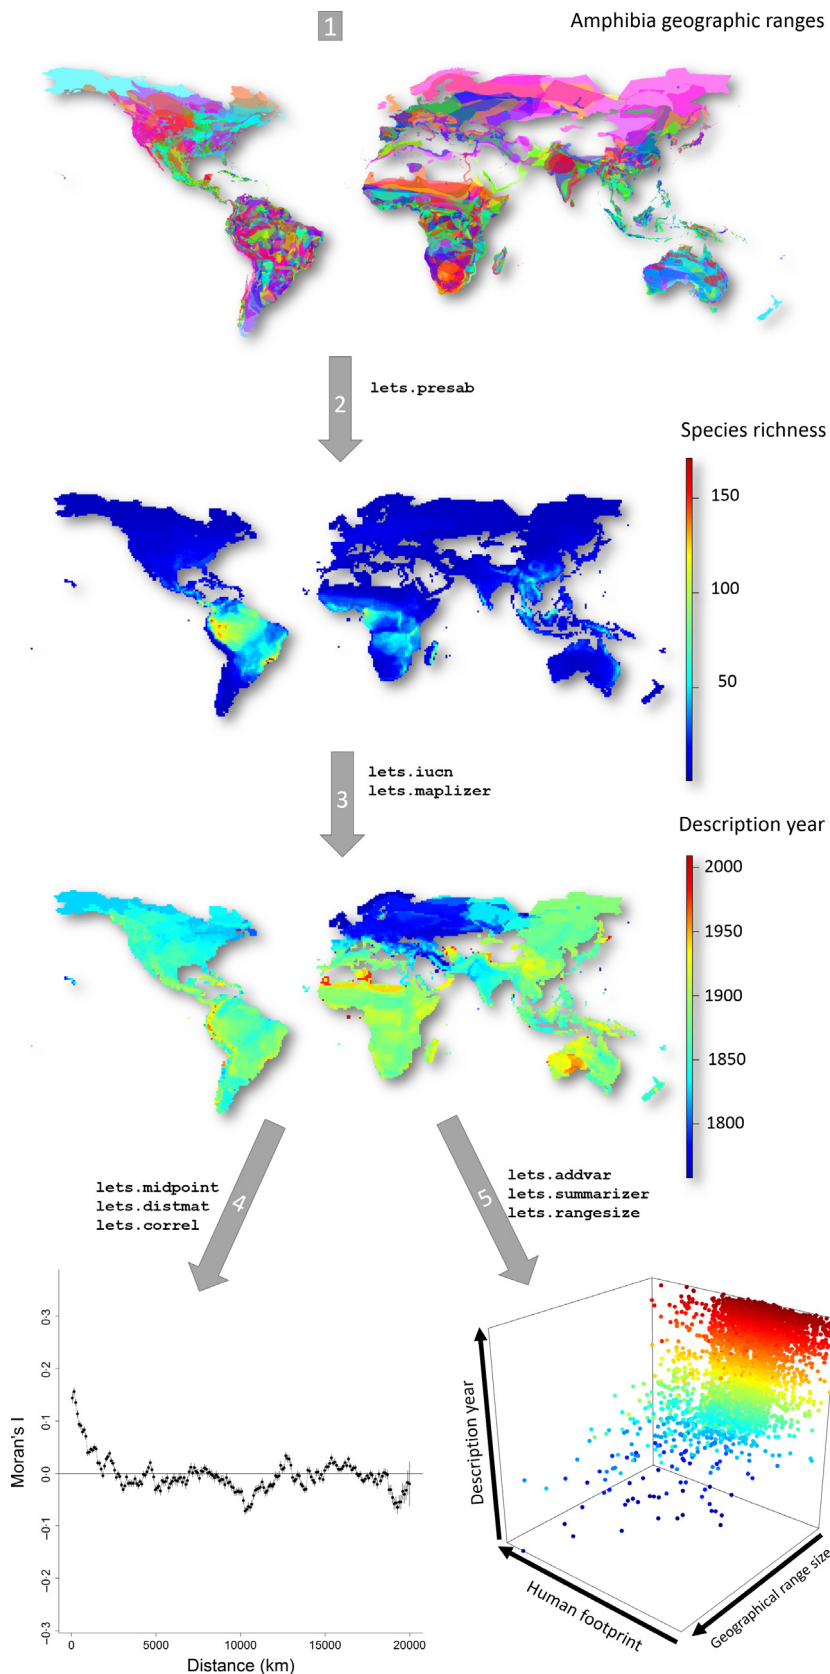 1
Amphibia geographic ranges
2
lets.presab
Species richness
150
100
50
3
lets.iucn
lets.maplizer
Description year
2000
1950
1900
1850
1800
4
lets.midpoint
lets.distmat
lets.correl
5
lets.addvar
lets.summarizer
lets.rangesize
Moran's I
0·3
0·2
0·1
0·0
−0·1
−0·2
−0·3
0
5000
10000
15000
20000
Distance (km)
Description year
Human footprint
Geographical range size